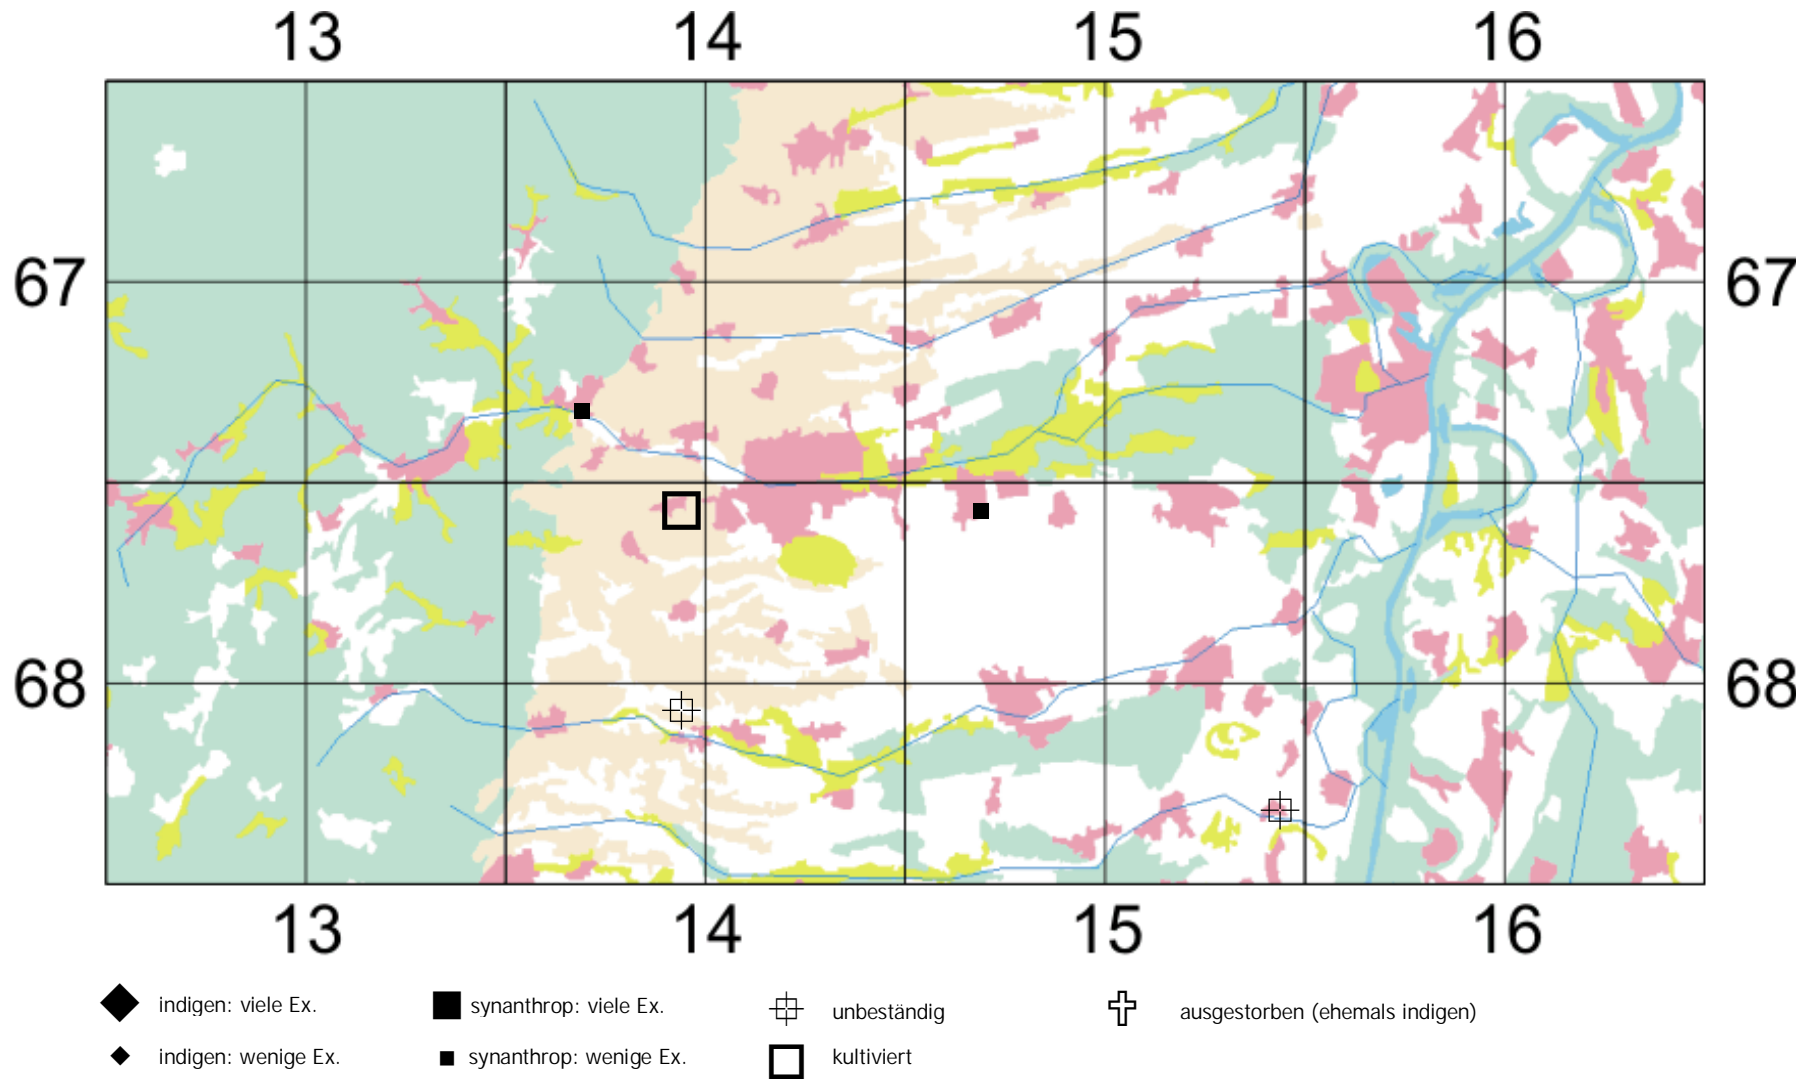 13 14 15 16
67 67
68 68
13 14 15 16
indigen: viele Ex. synanthrop: viele Ex. unbeständig ausgestorben (ehemals indigen)
indigen: wenige Ex. synanthrop: wenige Ex. kultiviert